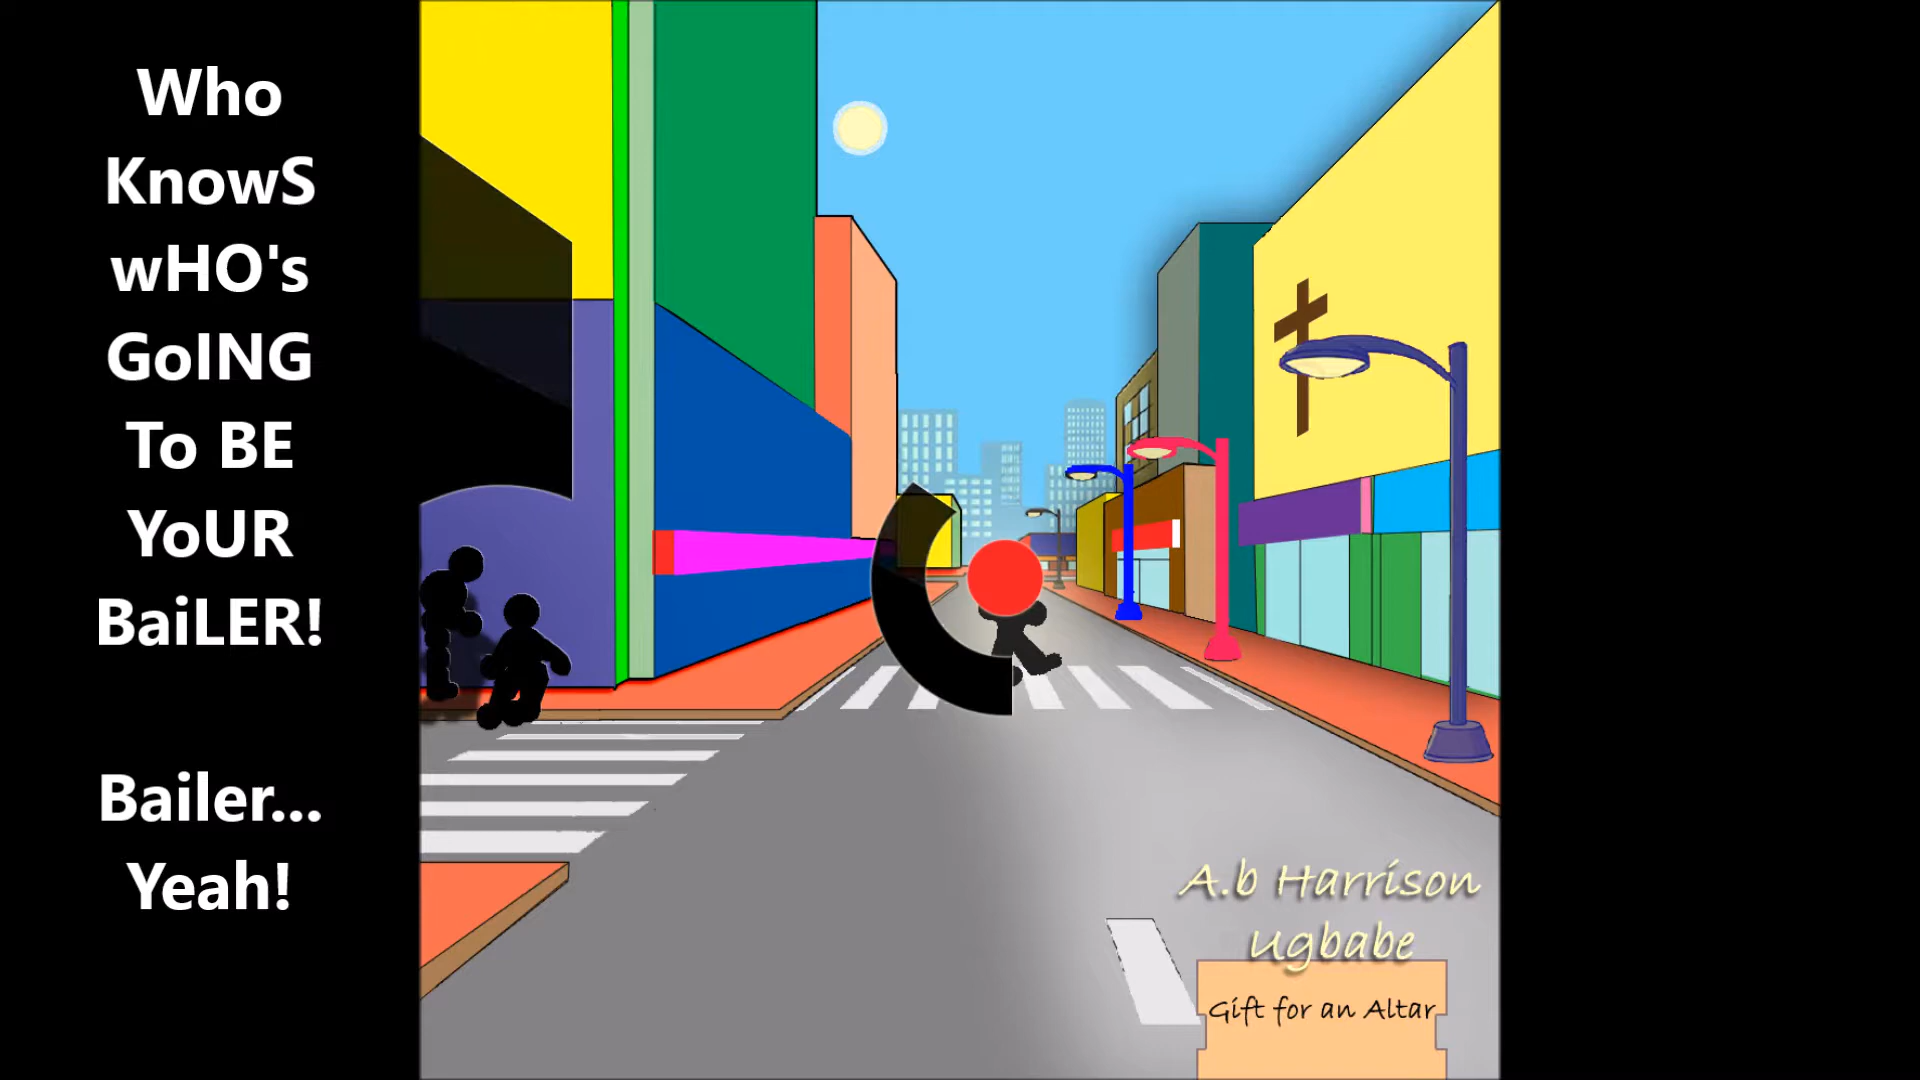 Who
KnowS
wHO's
GoING
To BE
YoUR
BaiLER!
Bailer...
Yeah!
A.b Harrison
Ugbabe
Gift for an Altar